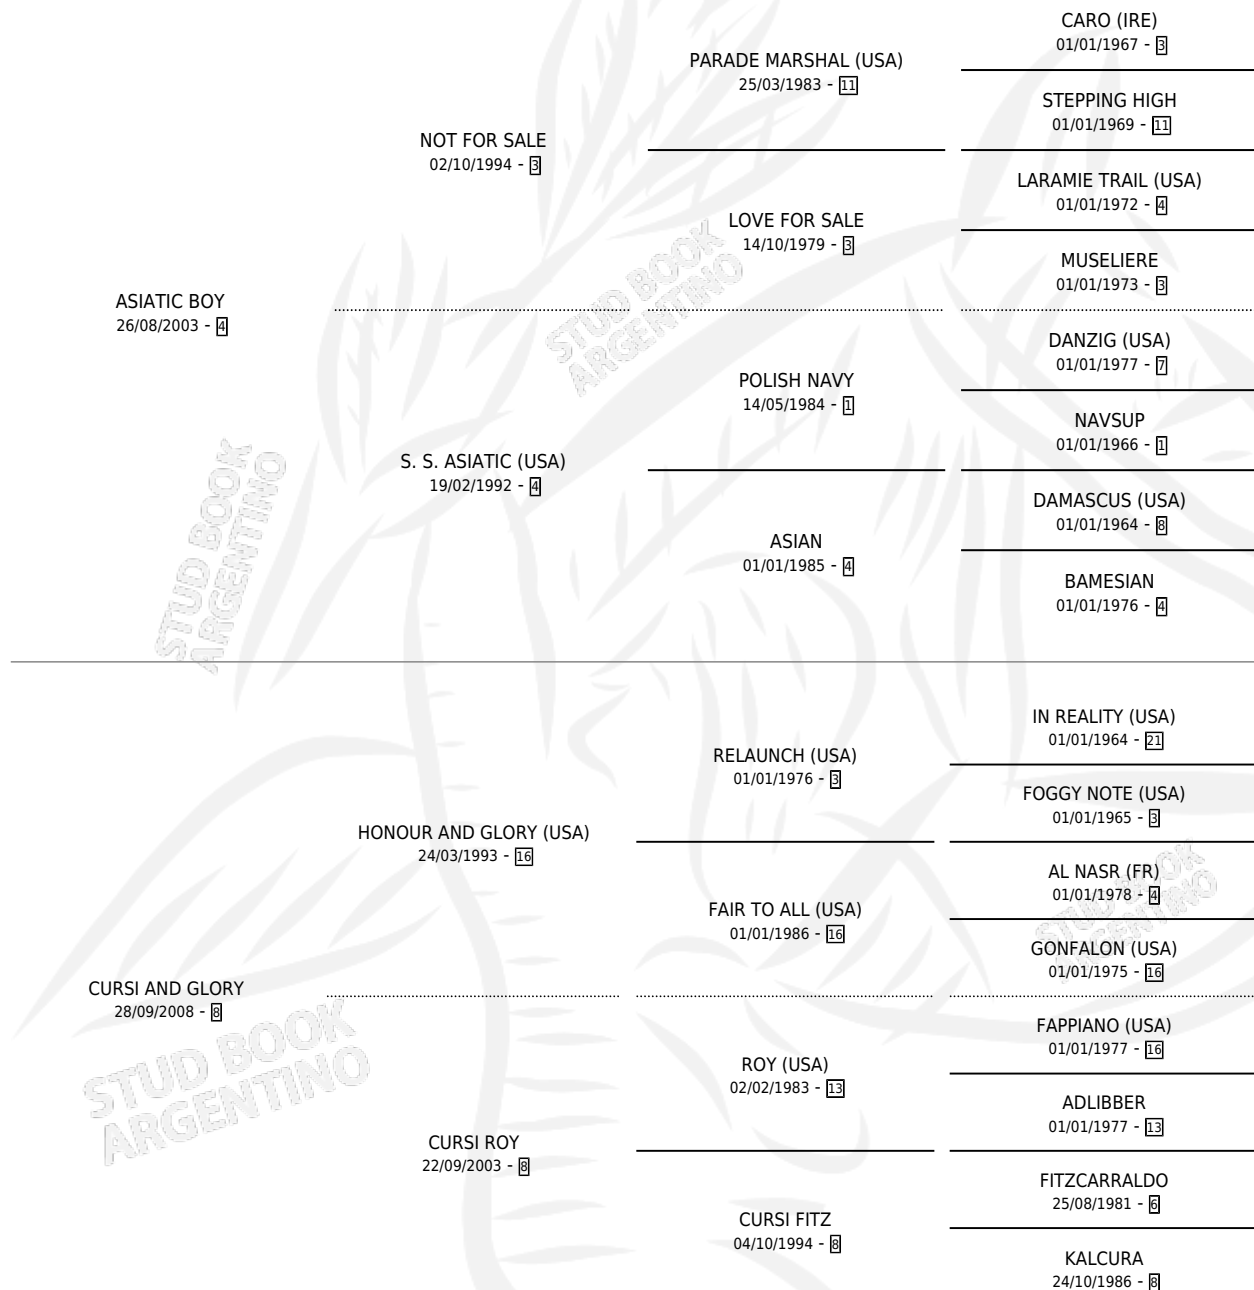 CARO (IRE)
01/01/1967 - 3
PARADE MARSHAL (USA)
25/03/1983 - 11
STEPPING HIGH
01/01/1969 - 11
NOT FOR SALE
02/10/1994 - 3
LARAMIE TRAIL (USA)
01/01/1972 - 4
LOVE FOR SALE
14/10/1979 - 3
MUSELIERE
01/01/1973 - 3
ASIATIC BOY
26/08/2003 - 4
STUD BOOK
ARGENTINO
DANZIG (USA)
01/01/1977 - 7
POLISH NAVY
14/05/1984 - 1
NAVSUP
01/01/1966 - 1
S. S. ASIATIC (USA)
19/02/1992 - 4
DAMASCUS (USA)
01/01/1964 - 8
ASIAN
01/01/1985 - 4
BAMESIAN
01/01/1976 - 4
STUD BOOK
ARGENTINO
IN REALITY (USA)
01/01/1964 - 21
RELAUNCH (USA)
01/01/1976 - 3
FOGGY NOTE (USA)
01/01/1965 - 3
HONOUR AND GLORY (USA)
24/03/1993 - 16
AL NASR (FR)
01/01/1978 - 4
FAIR TO ALL (USA)
01/01/1986 - 16
STUD BOOK
ARGENTINO
GONFALON (USA)
01/01/1975 - 16
CURSI AND GLORY
28/09/2008 - 8
STUD BOOK
ARGENTINO
FAPPIANO (USA)
01/01/1977 - 16
ROY (USA)
02/02/1983 - 13
ADLIBBER
01/01/1977 - 13
CURSI ROY
22/09/2003 - 8
FITZCARRALDO
25/08/1981 - 6
CURSI FITZ
04/10/1994 - 8
KALCURA
24/10/1986 - 8